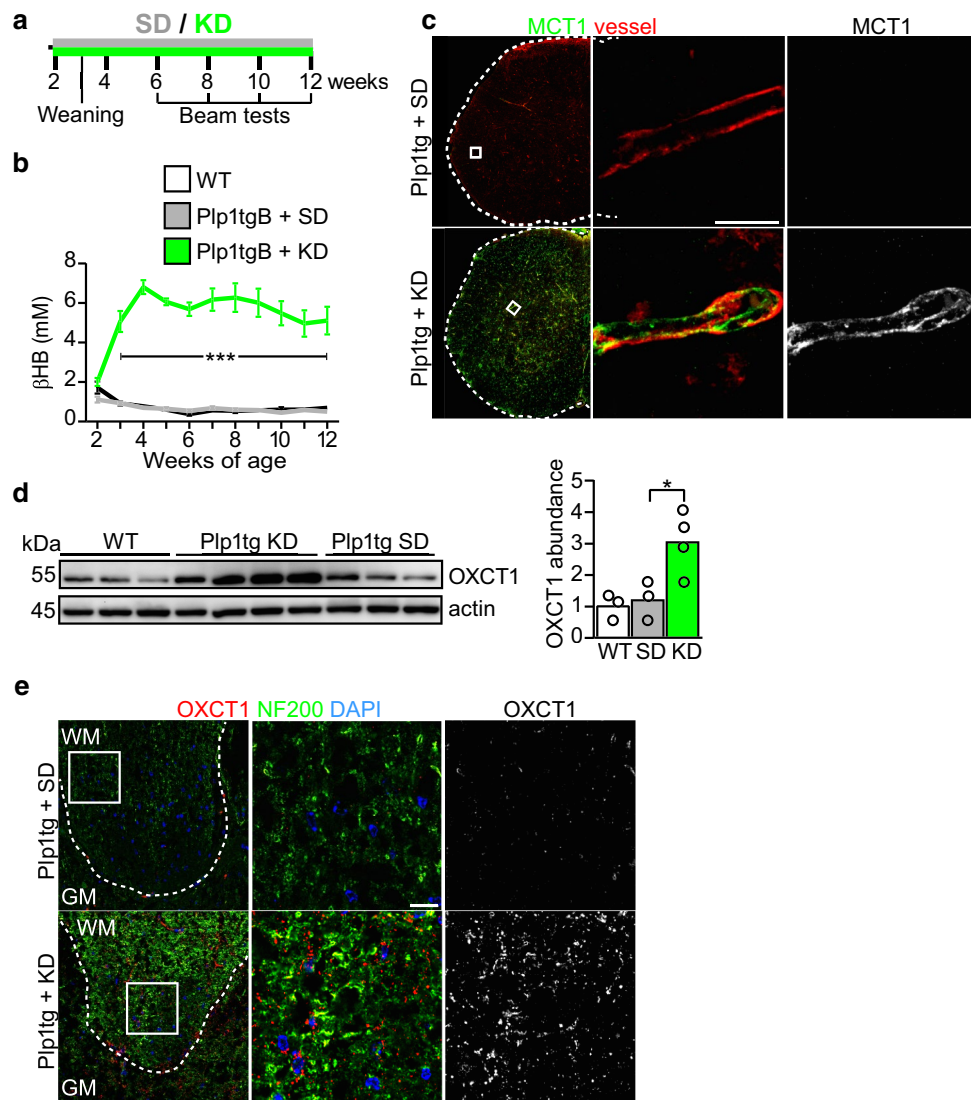 a
SD / KD
2 4 6 8 10 12 weeks
Weaning Beam tests
b
WT
Plp1tgB + SD
Plp1tgB + KD
βHB (mM)
8
6
4
2
0
***
2 4 6 8 10 12
Weeks of age
c
MCT1 vessel MCT1
Plp1tg + SD
Plp1tg + KD
d
kDa WT Plp1tg KD Plp1tg SD
55 OXCT1
45 actin
OXCT1 abundance
5
4
3
2
1
0
*
WT SD KD
e
OXCT1 NF200 DAPI OXCT1
Plp1tg + SD
WM
GM
Plp1tg + KD
WM
GM